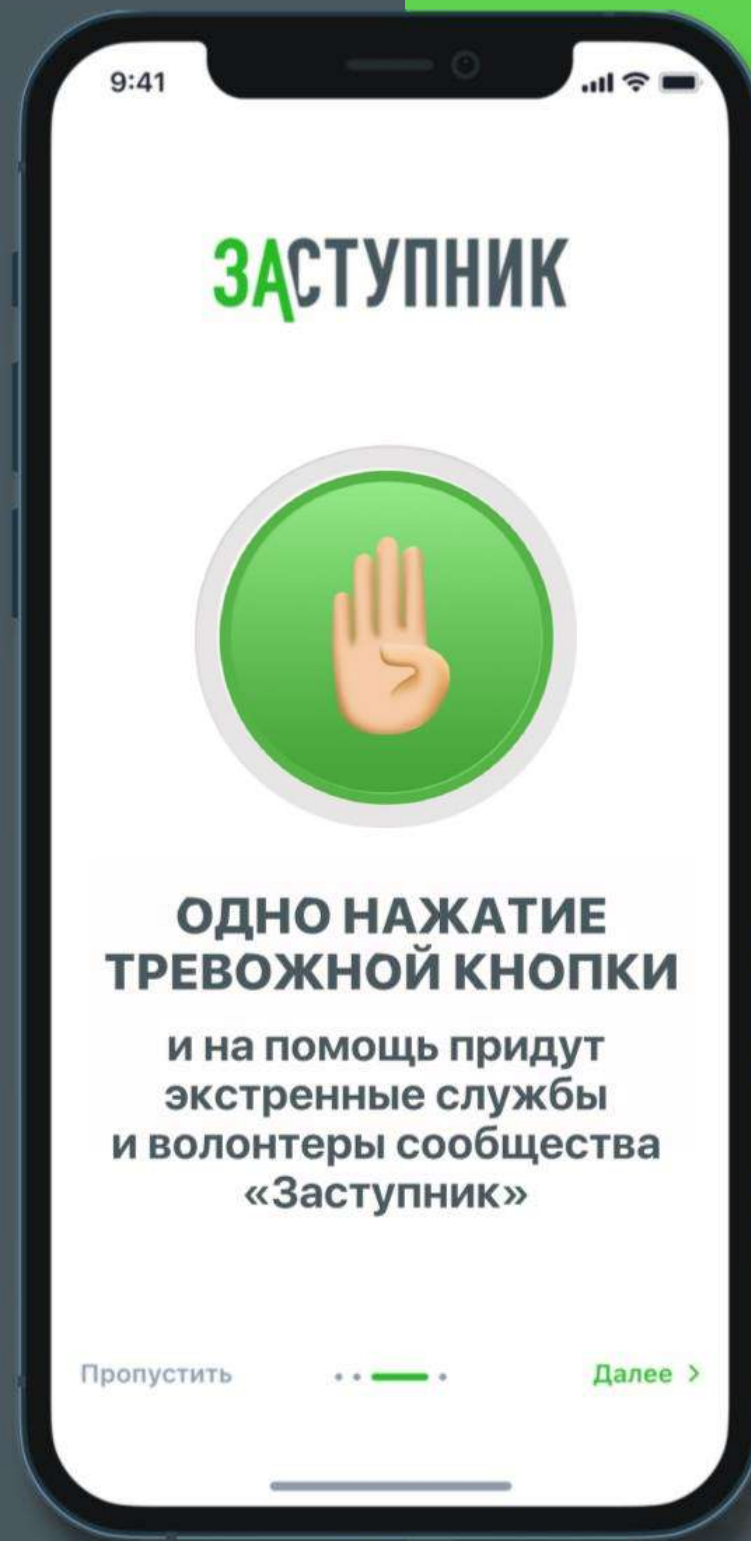 9:41
ЗАСТУПНИК
ОДНО НАЖАТИЕ
ТРЕВОЖНОЙ КНОПКИ
и на помощь придут
экстренные службы
и волонтеры сообщества
«Заступник»
Пропустить
Далее >